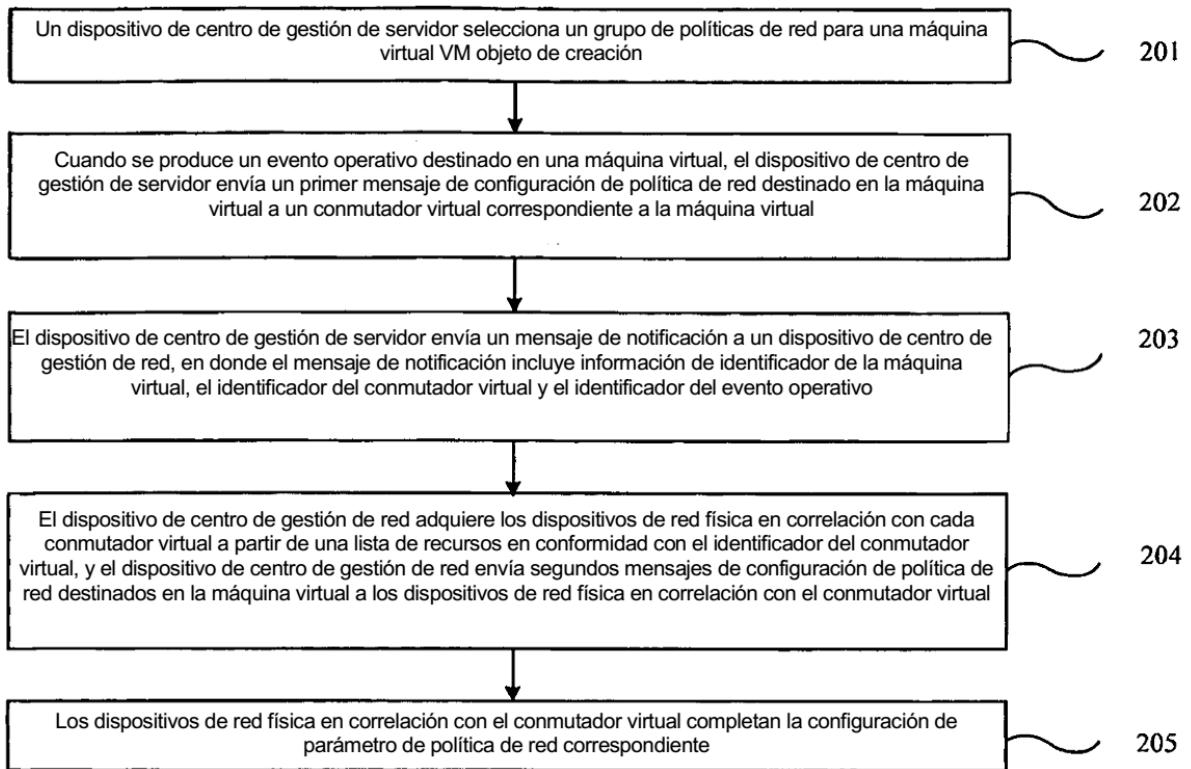 Un dispositivo de centro de gestión de servidor selecciona un grupo de políticas de red para una máquina
virtual VM objeto de creación
201
Cuando se produce un evento operativo destinado en una máquina virtual, el dispositivo de centro de
gestión de servidor envía un primer mensaje de configuración de política de red destinado en la máquina
virtual a un conmutador virtual correspondiente a la máquina virtual
202
El dispositivo de centro de gestión de servidor envía un mensaje de notificación a un dispositivo de centro de
gestión de red, en donde el mensaje de notificación incluye información de identificador de la máquina
virtual, el identificador del conmutador virtual y el identificador del evento operativo
203
El dispositivo de centro de gestión de red adquiere los dispositivos de red física en correlación con cada
conmutador virtual a partir de una lista de recursos en conformidad con el identificador del conmutador
virtual, y el dispositivo de centro de gestión de red envía segundos mensajes de configuración de política de
red destinados en la máquina virtual a los dispositivos de red física en correlación con el conmutador virtual
204
Los dispositivos de red física en correlación con el conmutador virtual completan la configuración de
parámetro de política de red correspondiente
205